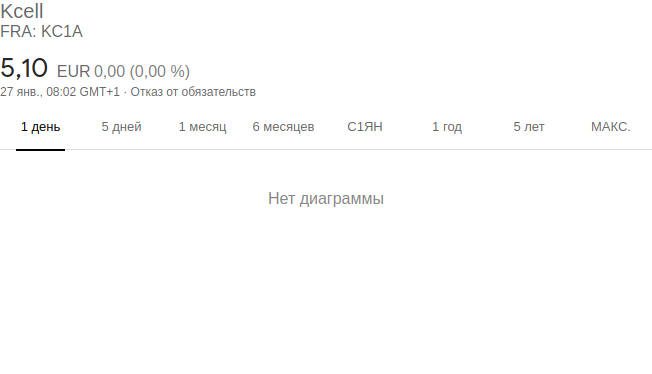 Kcell
FRA: KC1A
5,10 EUR 0,00 (0,00 %)
27 янв., 08:02 GMT+1 · Отказ от обязательств
1 день 5 дней 1 месяц 6 месяцев С1ЯН 1 год 5 лет МАКС.
Нет диаграммы